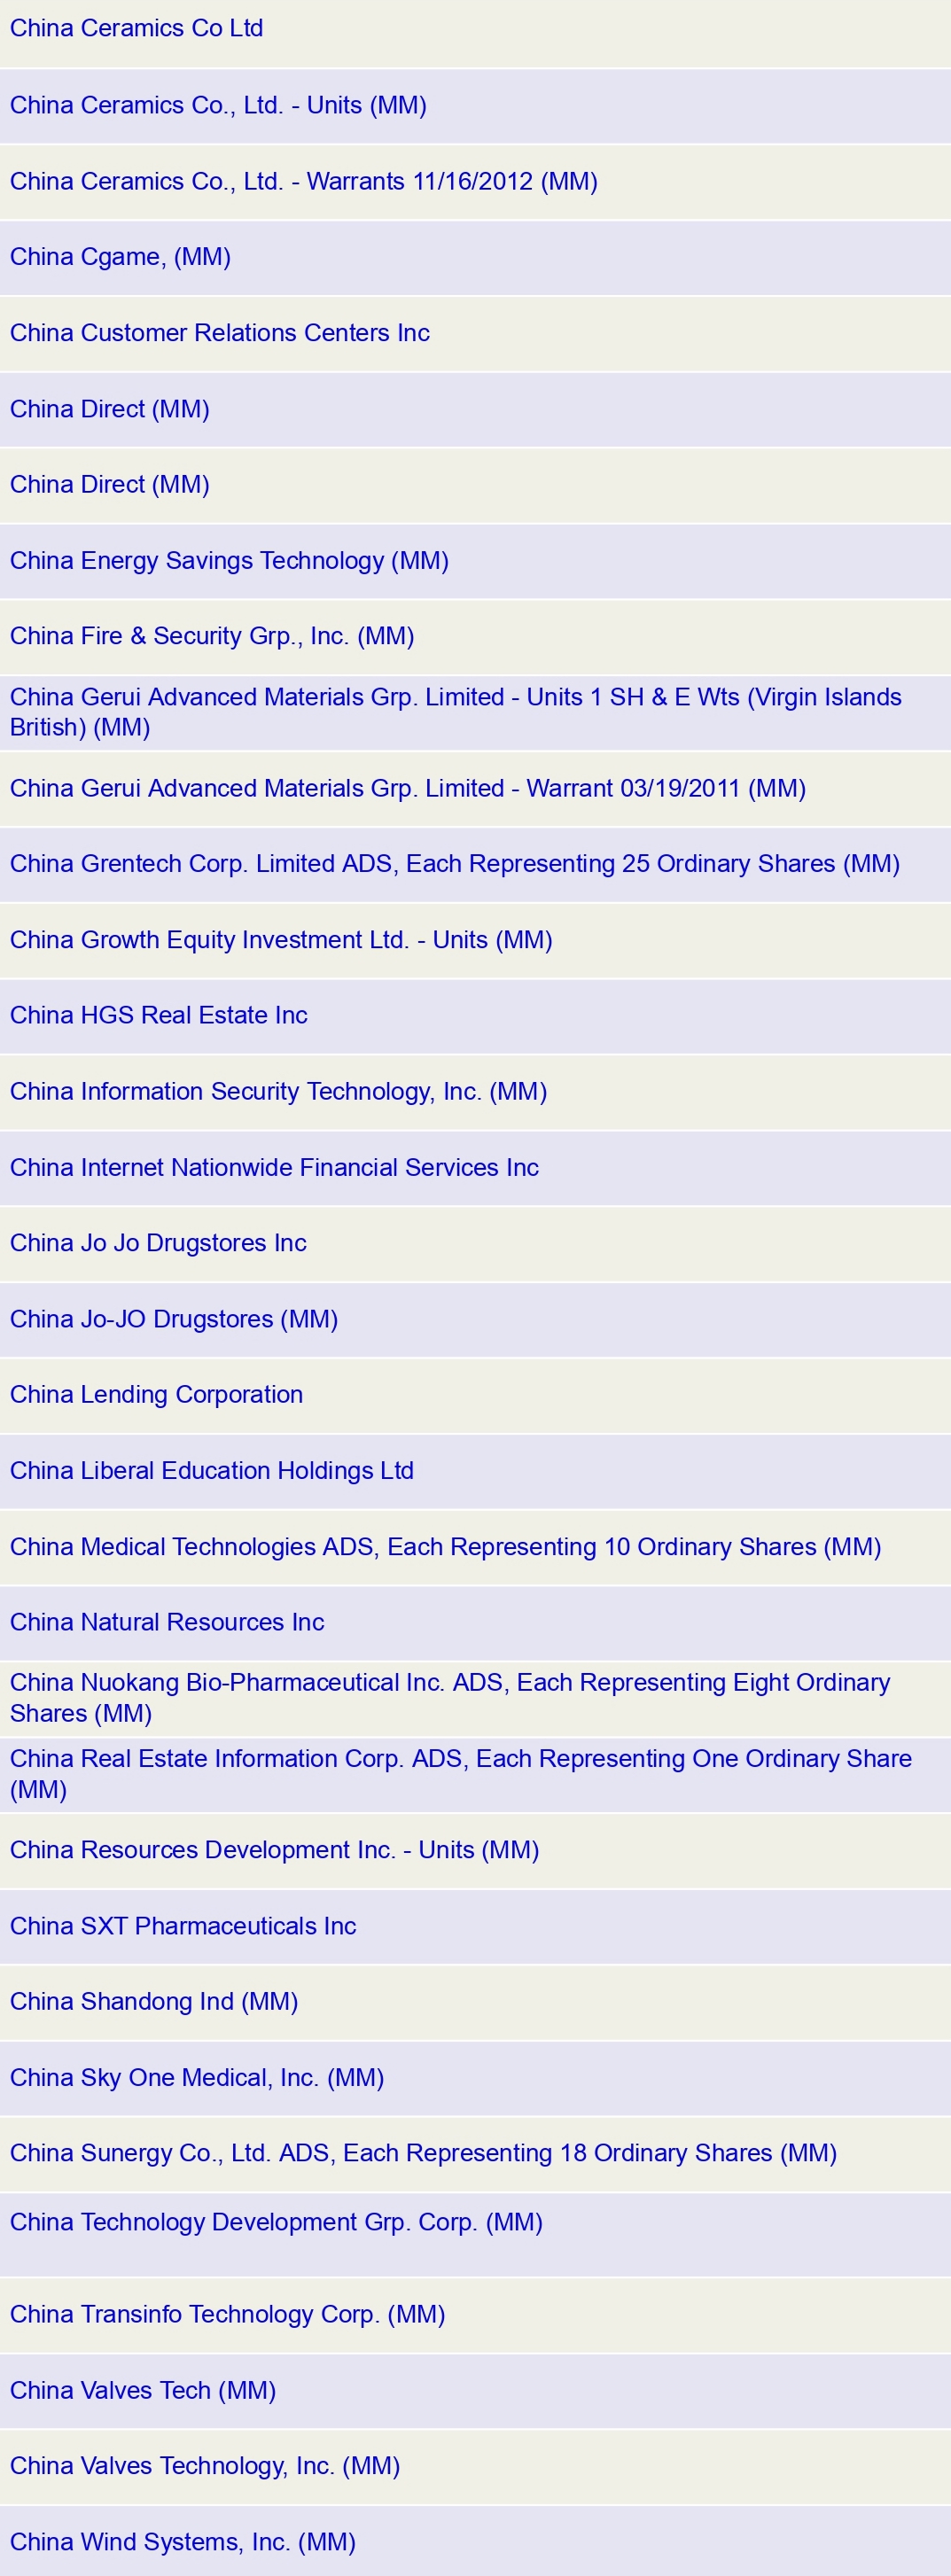 China Ceramics Co Ltd
China Ceramics Co., Ltd. - Units (MM)
China Ceramics Co., Ltd. - Warrants 11/16/2012 (MM)
China Cgame, (MM)
China Customer Relations Centers Inc
China Direct (MM)
China Direct (MM)
China Energy Savings Technology (MM)
China Fire & Security Grp., Inc. (MM)
China Gerui Advanced Materials Grp. Limited - Units 1 SH & E Wts (Virgin Islands
British) (MM)
China Gerui Advanced Materials Grp. Limited - Warrant 03/19/2011 (MM)
China Grentech Corp. Limited ADS, Each Representing 25 Ordinary Shares (MM)
China Growth Equity Investment Ltd. - Units (MM)
China HGS Real Estate Inc
China Information Security Technology, Inc. (MM)
China Internet Nationwide Financial Services Inc
China Jo Jo Drugstores Inc
China Jo-JO Drugstores (MM)
China Lending Corporation
China Liberal Education Holdings Ltd
China Medical Technologies ADS, Each Representing 10 Ordinary Shares (MM)
China Natural Resources Inc
China Nuokang Bio-Pharmaceutical Inc. ADS, Each Representing Eight Ordinary
Shares (MM)
China Real Estate Information Corp. ADS, Each Representing One Ordinary Share
(MM)
China Resources Development Inc. - Units (MM)
China SXT Pharmaceuticals Inc
China Shandong Ind (MM)
China Sky One Medical, Inc. (MM)
China Sunergy Co., Ltd. ADS, Each Representing 18 Ordinary Shares (MM)
China Technology Development Grp. Corp. (MM)
China Transinfo Technology Corp. (MM)
China Valves Tech (MM)
China Valves Technology, Inc. (MM)
China Wind Systems, Inc. (MM)